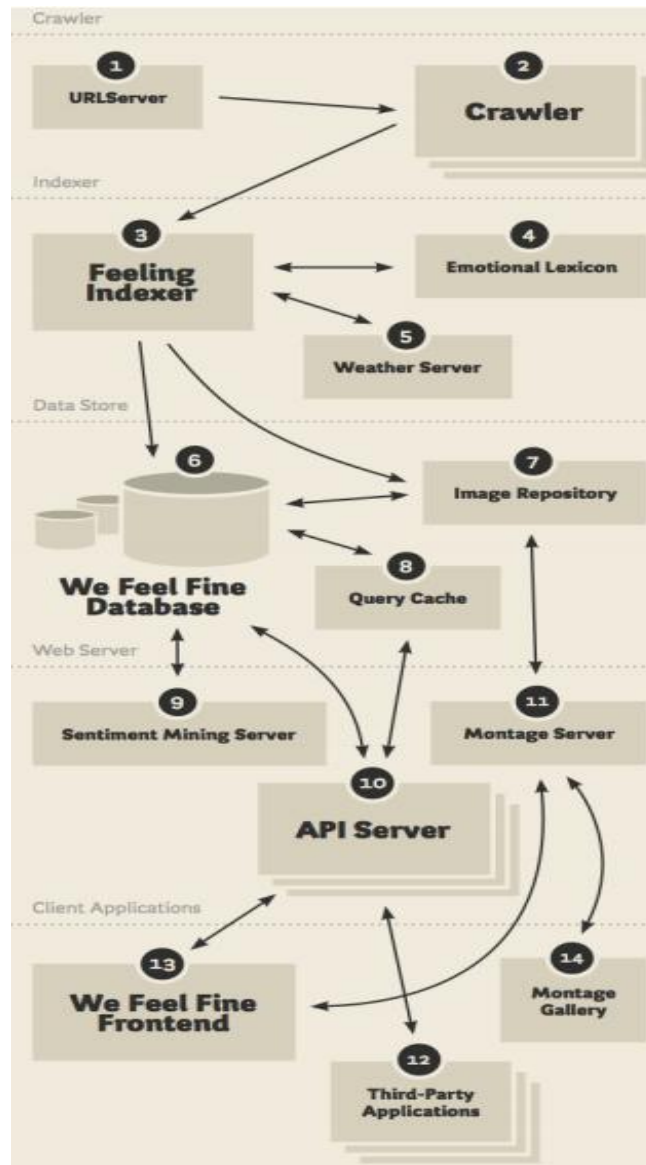 Crawler
1
URLServer
2
Crawler
Indexer
3
Feeling
Indexer
4
Emotional Lexicon
5
Weather Server
Data Store
6
We Feel Fine
Database
7
Image Repository
8
Query Cache
Web Server
9
Sentiment Mining Server
10
API Server
11
Montage Server
Client Applications
13
We Feel Fine
Frontend
14
Montage
Gallery
12
Third-Party
Applications